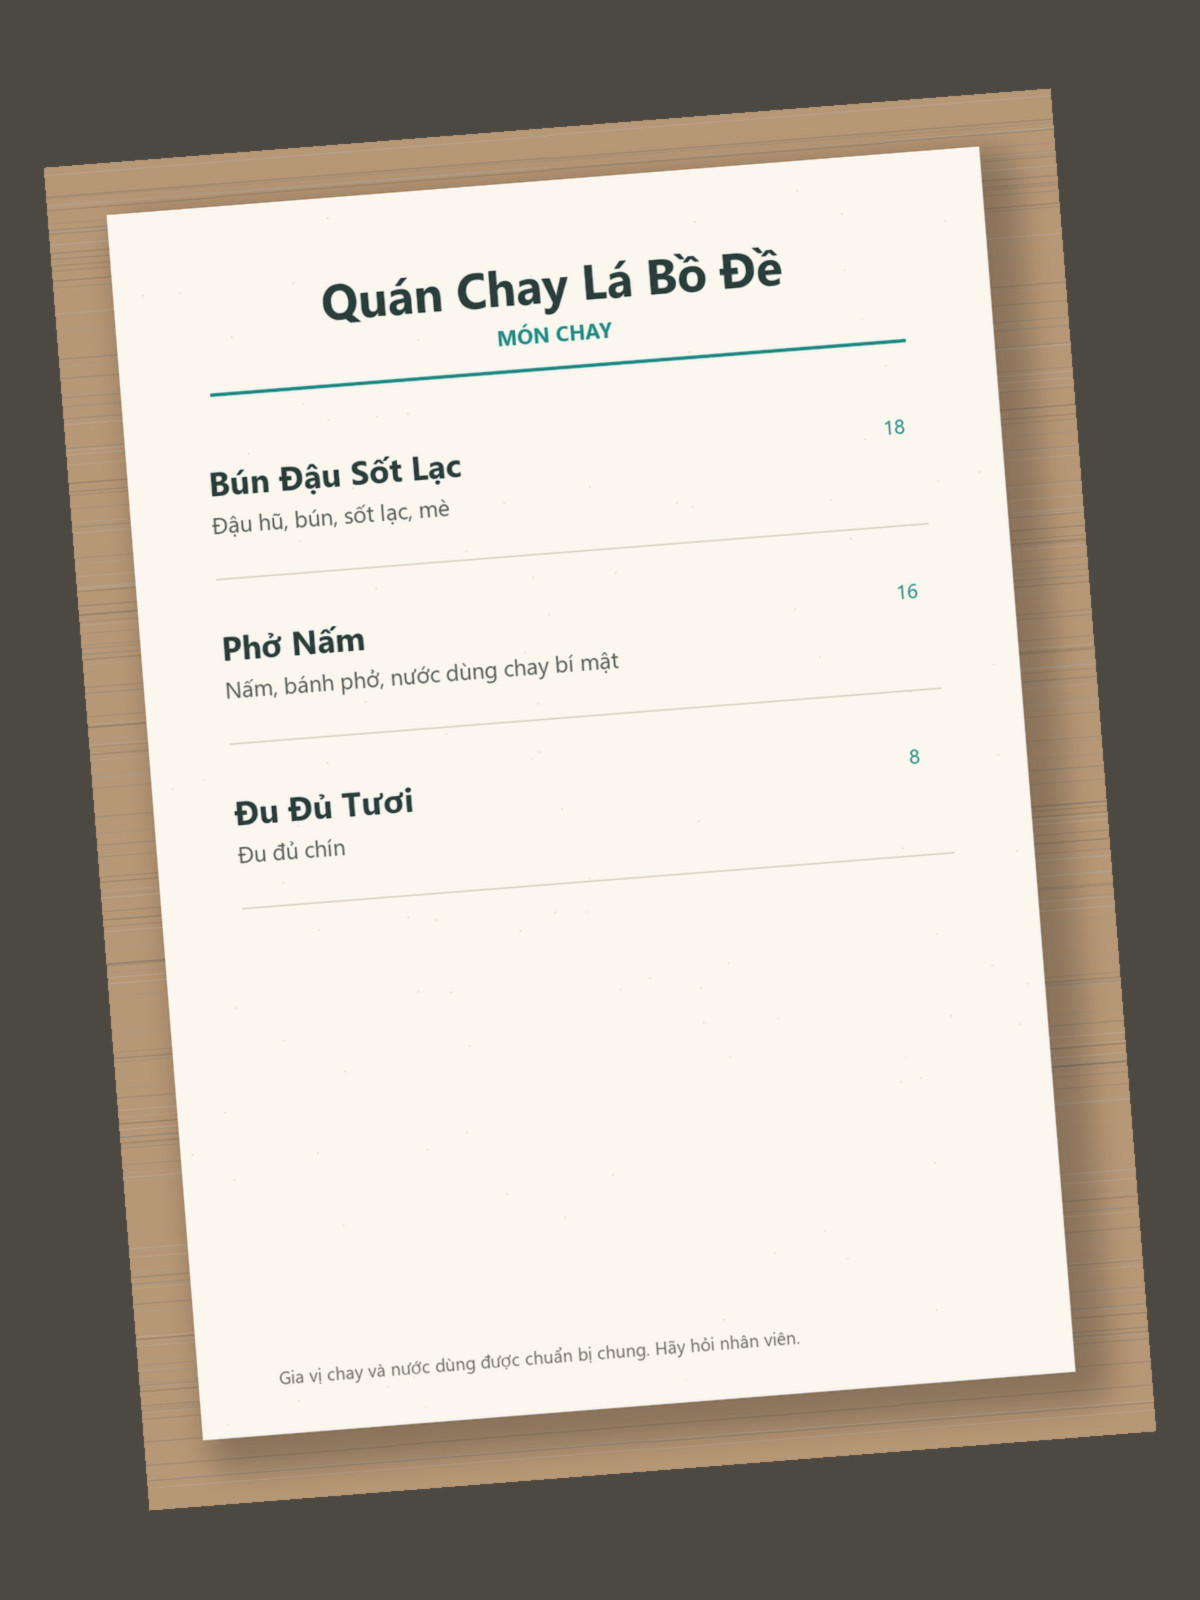 Quán Chay Lá Bồ Đề
MÓN CHAY
Bún Đậu Sốt Lạc
18
Đậu hũ, bún, sốt lạc, mè
Phở Nấm
16
Nấm, bánh phở, nước dùng chay bí mật
Đu Đủ Tươi
8
Đu đủ chín
Gia vị chay và nước dùng được chuẩn bị chung. Hãy hỏi nhân viên.